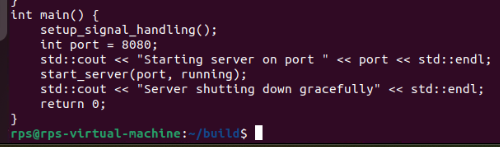 }
int main() {
    setup_signal_handling();
    int port = 8080;
    std::cout << "Starting server on port " << port << std::endl;
    start_server(port, running);
    std::cout << "Server shutting down gracefully" << std::endl;
    return 0;
}
rps@rps-virtual-machine:~/build$